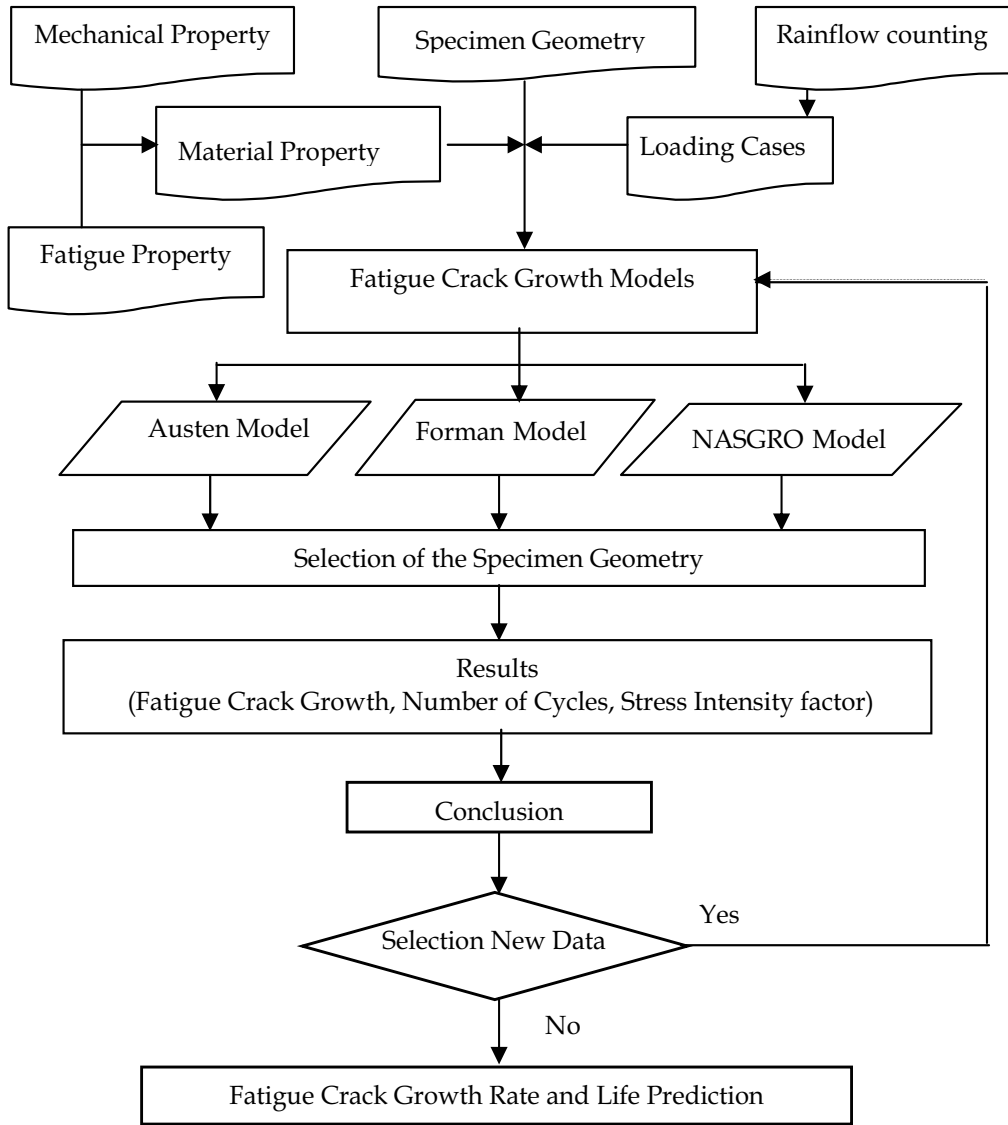 Mechanical Property
Specimen Geometry
Rainflow counting
Material Property
Loading Cases
Fatigue Property
Fatigue Crack Growth Models
Austen Model
Forman Model
NASGRO Model
Selection of the Specimen Geometry
Results
(Fatigue Crack Growth, Number of Cycles, Stress Intensity factor)
Conclusion
Yes
Selection New Data
No
Fatigue Crack Growth Rate and Life Prediction